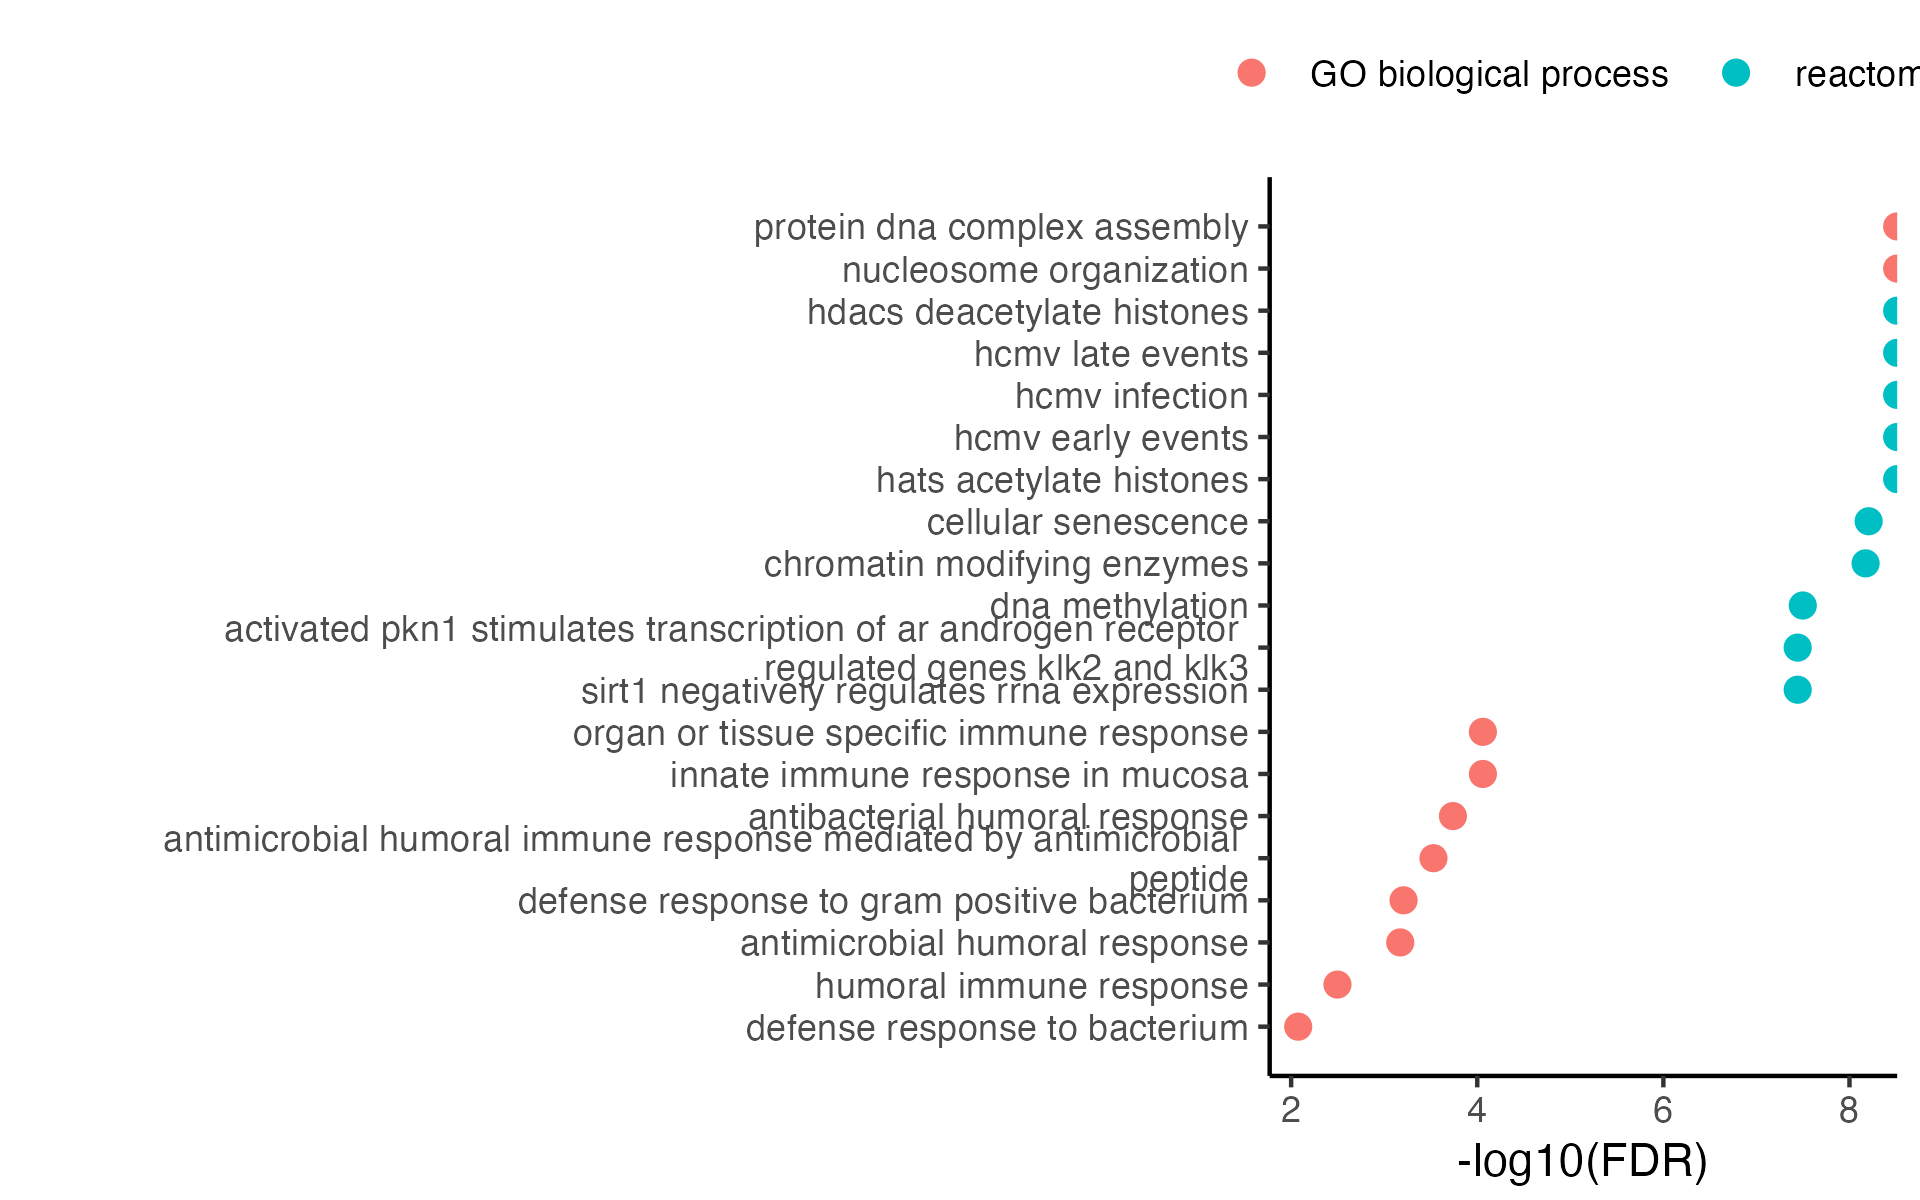 GO biological process
reactom
protein dna complex assembly
nucleosome organization
hdacs deacetylate histones
hcmv late events
hcmv infection
hcmv early events
hats acetylate histones
cellular senescence
chromatin modifying enzymes
dna methylation
activated pkn1 stimulates transcription of ar androgen receptor
regulated genes klk2 and klk3
sirt1 negatively regulates rrna expression
organ or tissue specific immune response
innate immune response in mucosa
antibacterial humoral response
antimicrobial humoral immune response mediated by antimicrobial
peptide
defense response to gram positive bacterium
antimicrobial humoral response
humoral immune response
defense response to bacterium
2 4 6 8
-log10(FDR)